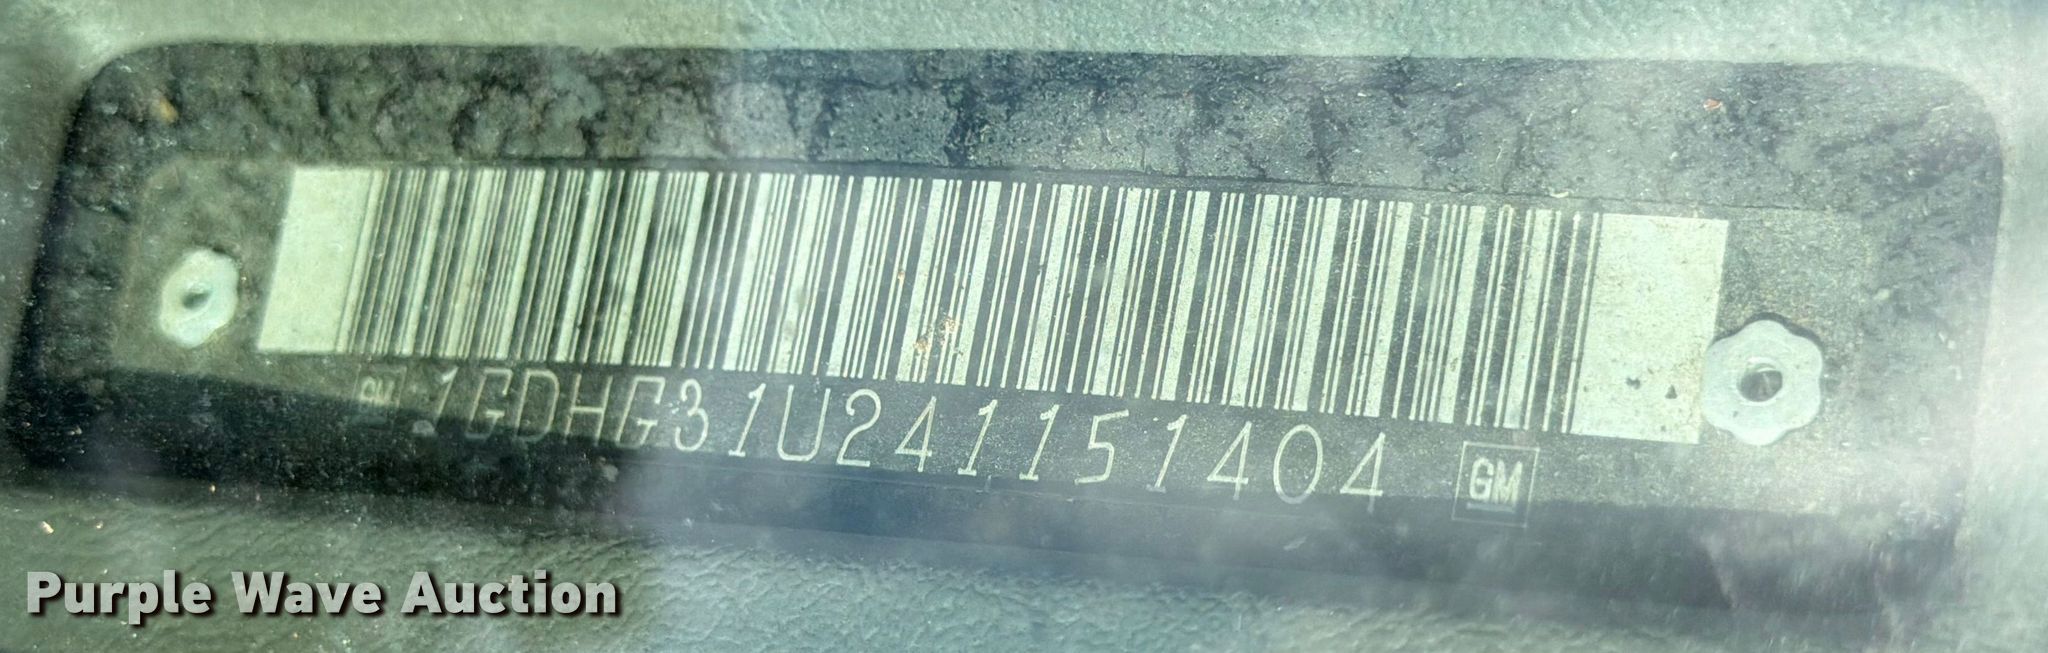 GM 1GDHG31U241151404 GM
Purple Wave Auction